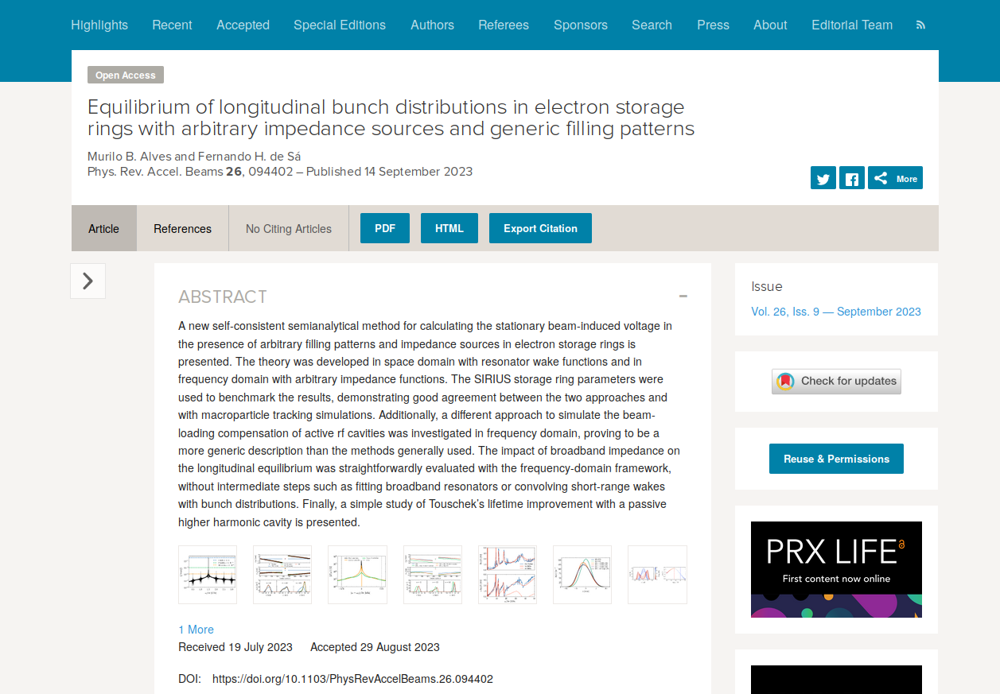 Highlights Recent Accepted Special Editions Authors Referees Sponsors Search Press About Editorial Team
Open Access
Equilibrium of longitudinal bunch distributions in electron storage
rings with arbitrary impedance sources and generic filling patterns
Murilo B. Alves and Fernando H. de Sá
Phys. Rev. Accel. Beams 26, 094402 – Published 14 September 2023
More
Article References No Citing Articles PDF HTML Export Citation
ABSTRACT
A new self-consistent semianalytical method for calculating the stationary beam-induced voltage in
the presence of arbitrary filling patterns and impedance sources in electron storage rings is
presented. The theory was developed in space domain with resonator wake functions and in
frequency domain with arbitrary impedance functions. The SIRIUS storage ring parameters were
used to benchmark the results, demonstrating good agreement between the two approaches and
with macroparticle tracking simulations. Additionally, a different approach to simulate the beam-
loading compensation of active rf cavities was investigated in frequency domain, proving to be a
more generic description than the methods generally used. The impact of broadband impedance on
the longitudinal equilibrium was straightforwardly evaluated with the frequency-domain framework,
without intermediate steps such as fitting broadband resonators or convolving short-range wakes
with bunch distributions. Finally, a simple study of Touschek’s lifetime improvement with a passive
higher harmonic cavity is presented.
1 More
Received 19 July 2023 Accepted 29 August 2023
DOI: https://doi.org/10.1103/PhysRevAccelBeams.26.094402
Issue
Vol. 26, Iss. 9 — September 2023
Check for updates
Reuse & Permissions
PRX LIFE
First content now online